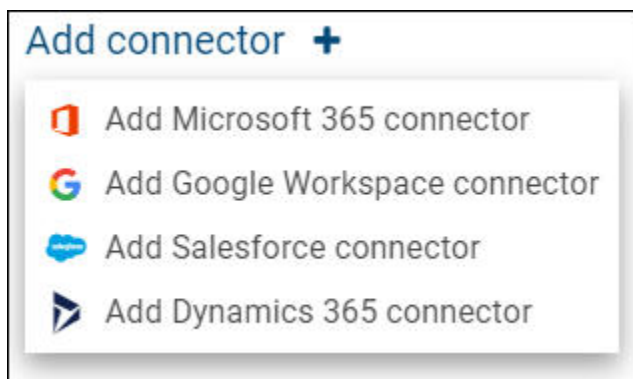 Add connector +
Add Microsoft 365 connector
Add Google Workspace connector
Add Salesforce connector
Add Dynamics 365 connector